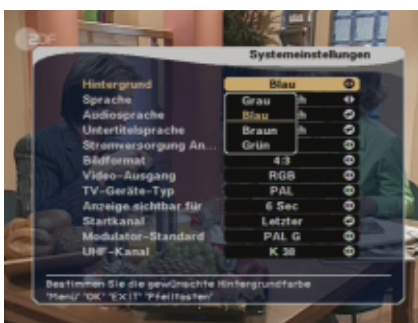 ZDF
Systemeinstellungen
Hintergrund Blau
Sprache h
Audiosprache h
Untertitelsprache h
Stromversorgung An...
Grau
Blau
Braun
Grün
Bildformat 4:3
Video-Ausgang RGB
TV-Geräte-Typ PAL
Anzeige sichtbar für 6 Sec
Startkanal Letzter
Modulator-Standard PAL G
UHF-Kanal K 38
Bestimmen Sie die gewünschte Hintergrundfarbe
"Menü" "OK" "EXIT" "Pfeiltasten"